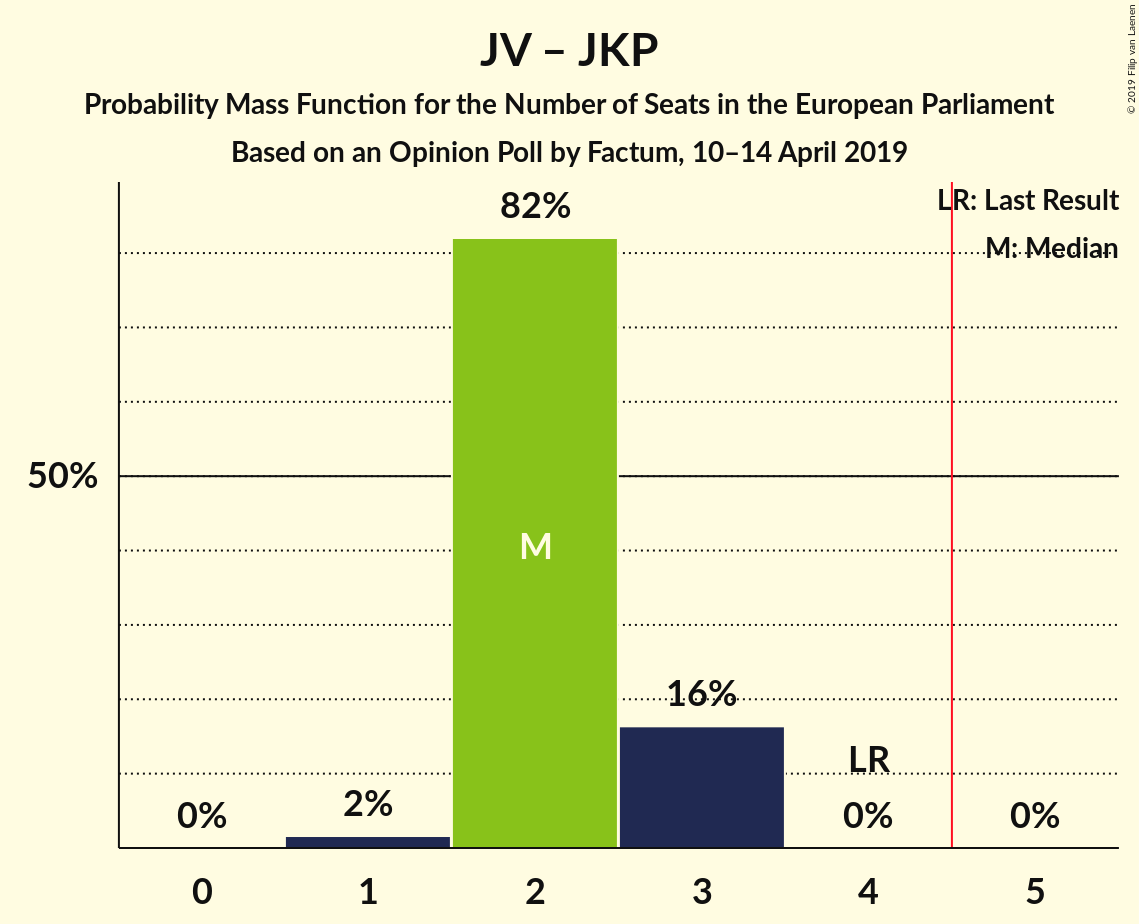 JV – JKP
Probability Mass Function for the Number of Seats in the European Parliament
Based on an Opinion Poll by Factum, 10–14 April 2019
© 2019 Filip van Laenen
LR: Last Result
M: Median
82%
50%
M
16%
LR
2%
0%
0%
0%
0 1 2 3 4 5